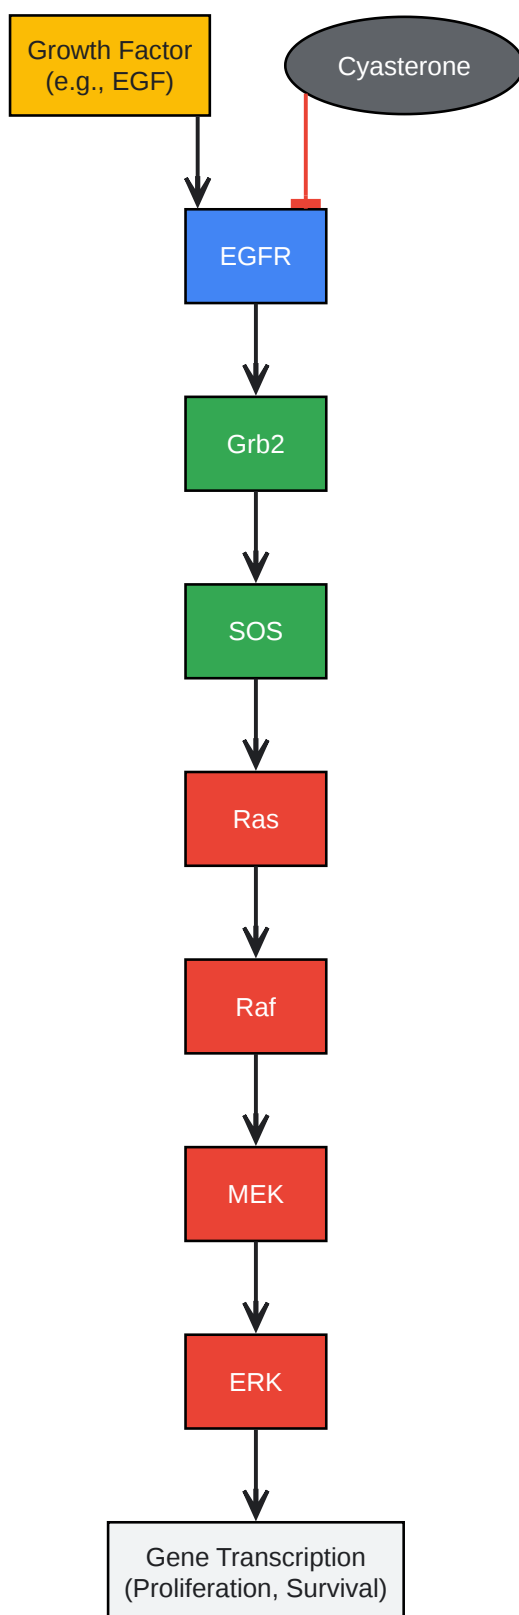 Growth Factor
(e.g., EGF)
Cyasterone
EGFR
Grb2
SOS
Ras
Raf
MEK
ERK
Gene Transcription
(Proliferation, Survival)